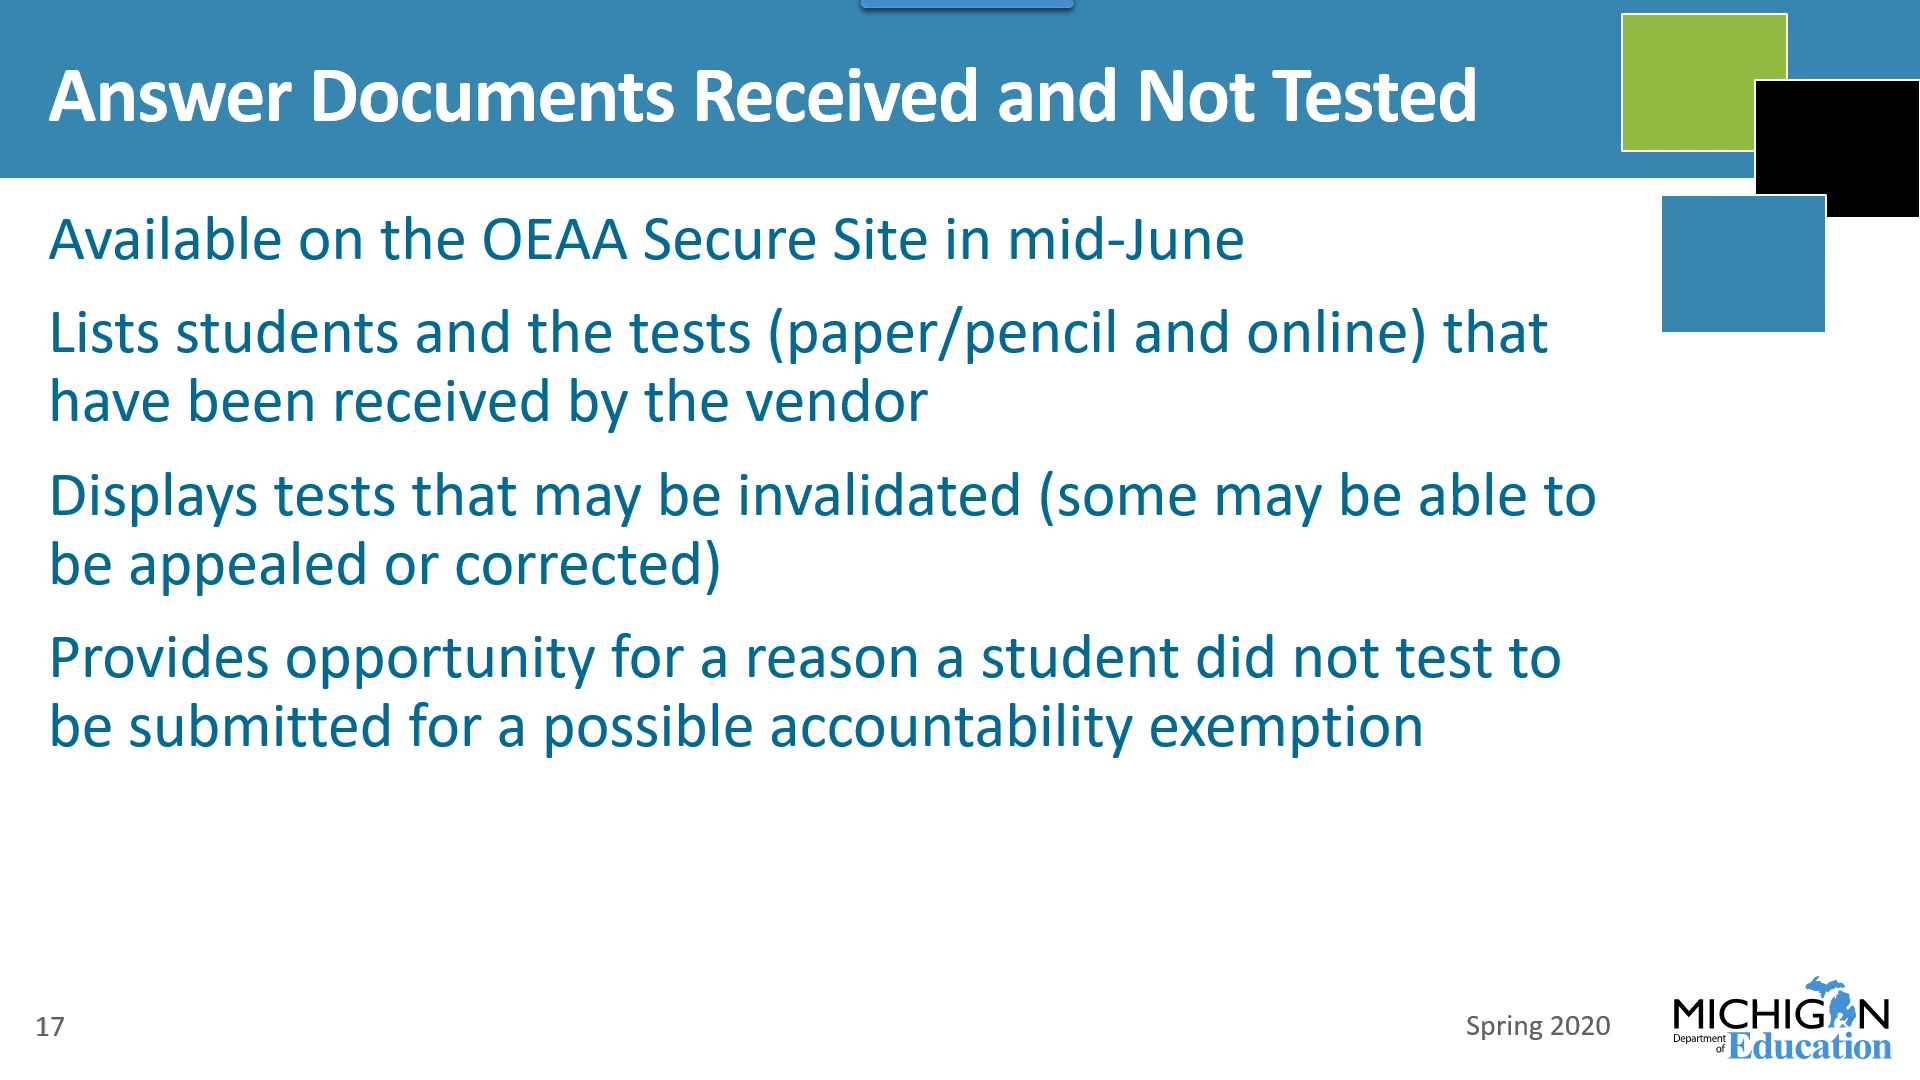 Answer Documents Received and Not Tested
Available on the OEAA Secure Site in mid-June
Lists students and the tests (paper/pencil and online) that
have been received by the vendor
Displays tests that may be invalidated (some may be able to
be appealed or corrected)
Provides opportunity for a reason a student did not test to
be submitted for a possible accountability exemption
17
Spring 2020
MICHIGAN
Department
of Education